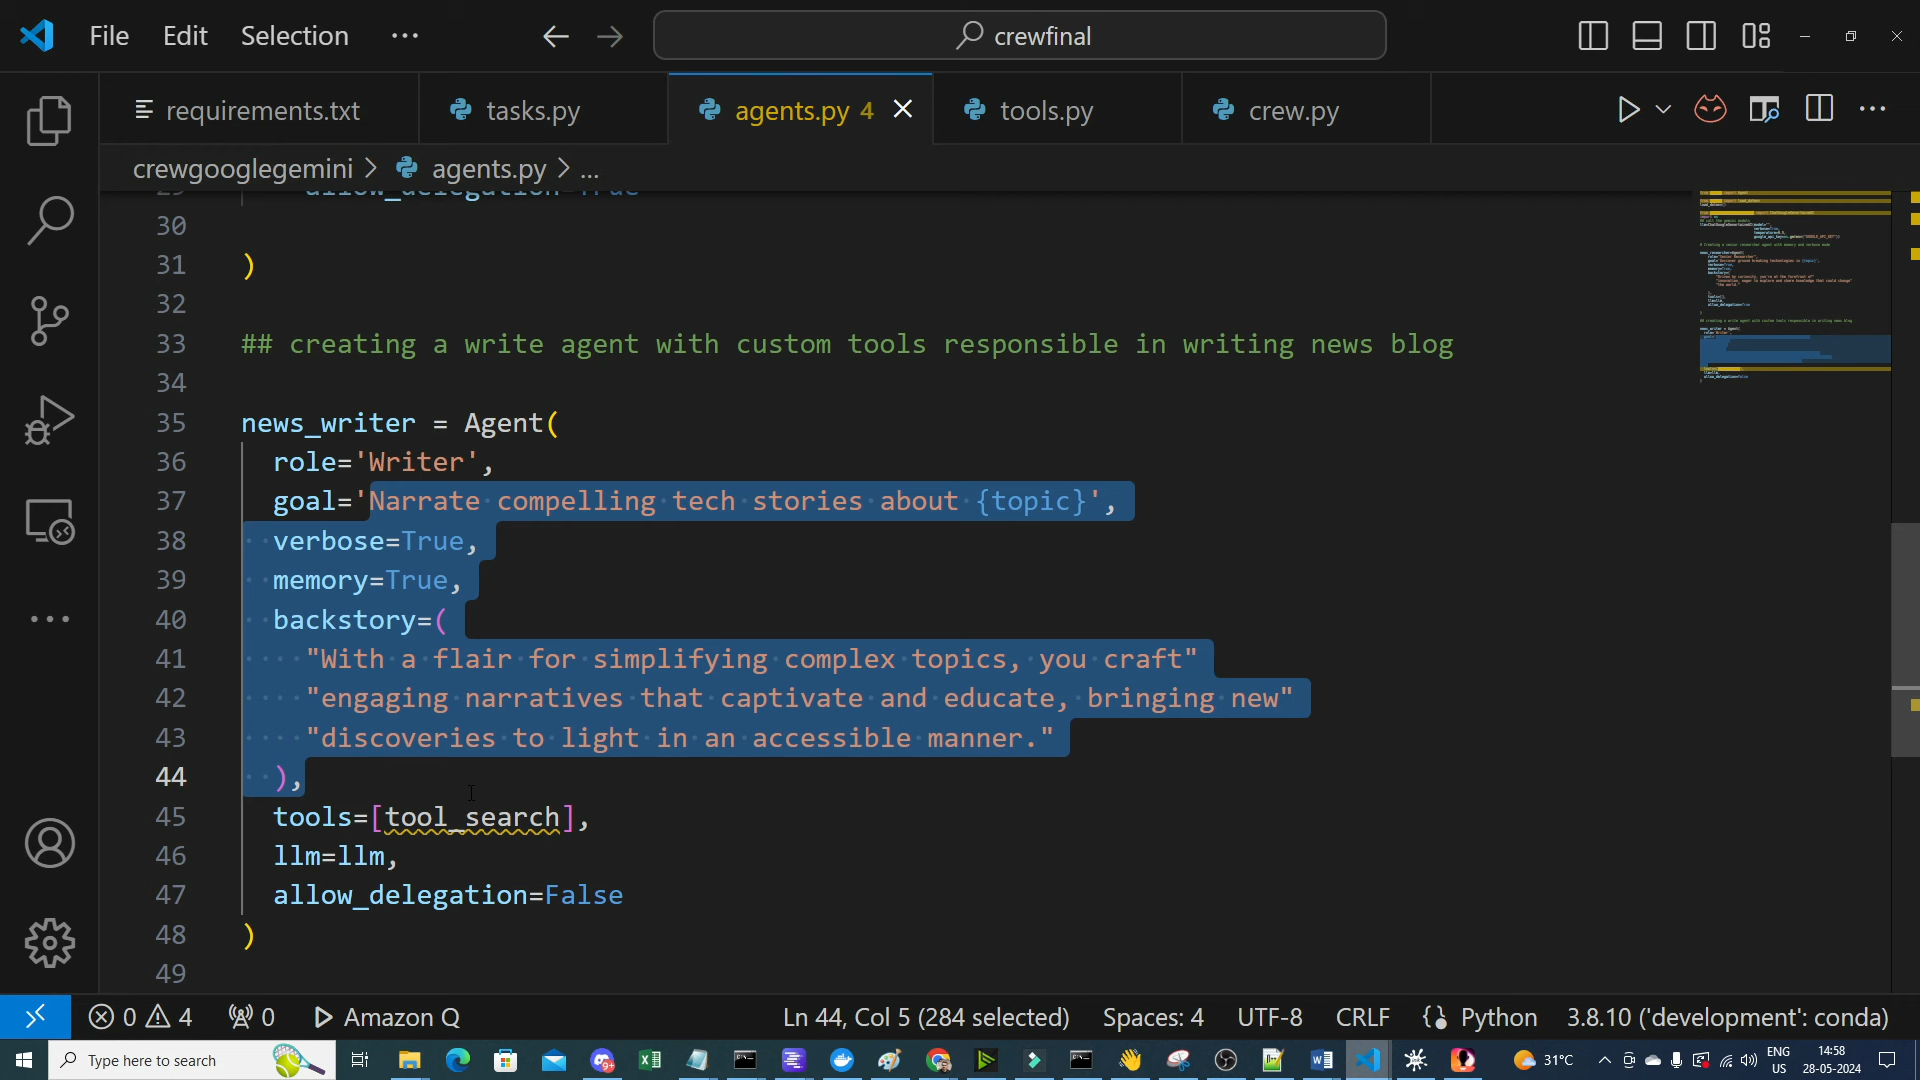 File Edit Selection ... crewfinal
requirements.txt tasks.py agents.py 4 tools.py crew.py
crewgooglegemini > agents.py > ...
29 allow_delegation=True
30
31 )
32
33 ## creating a write agent with custom tools responsible in writing news blog
34
35 news_writer = Agent(
36 role='Writer',
37 goal='Narrate compelling tech stories about {topic}',
38 verbose=True,
39 memory=True,
40 backstory=(
41 "With a flair for simplifying complex topics, you craft"
42 "engaging narratives that captivate and educate, bringing new"
43 "discoveries to light in an accessible manner."
44 ),
45 tools=[tool_search],
46 llm=llm,
47 allow_delegation=False
48 )
49
0 4 0 Amazon Q Ln 44, Col 5 (284 selected) Spaces: 4 UTF-8 CRLF Python 3.8.10 ('development': conda)
Type here to search 31°C ENG US 14:58 28-05-2024